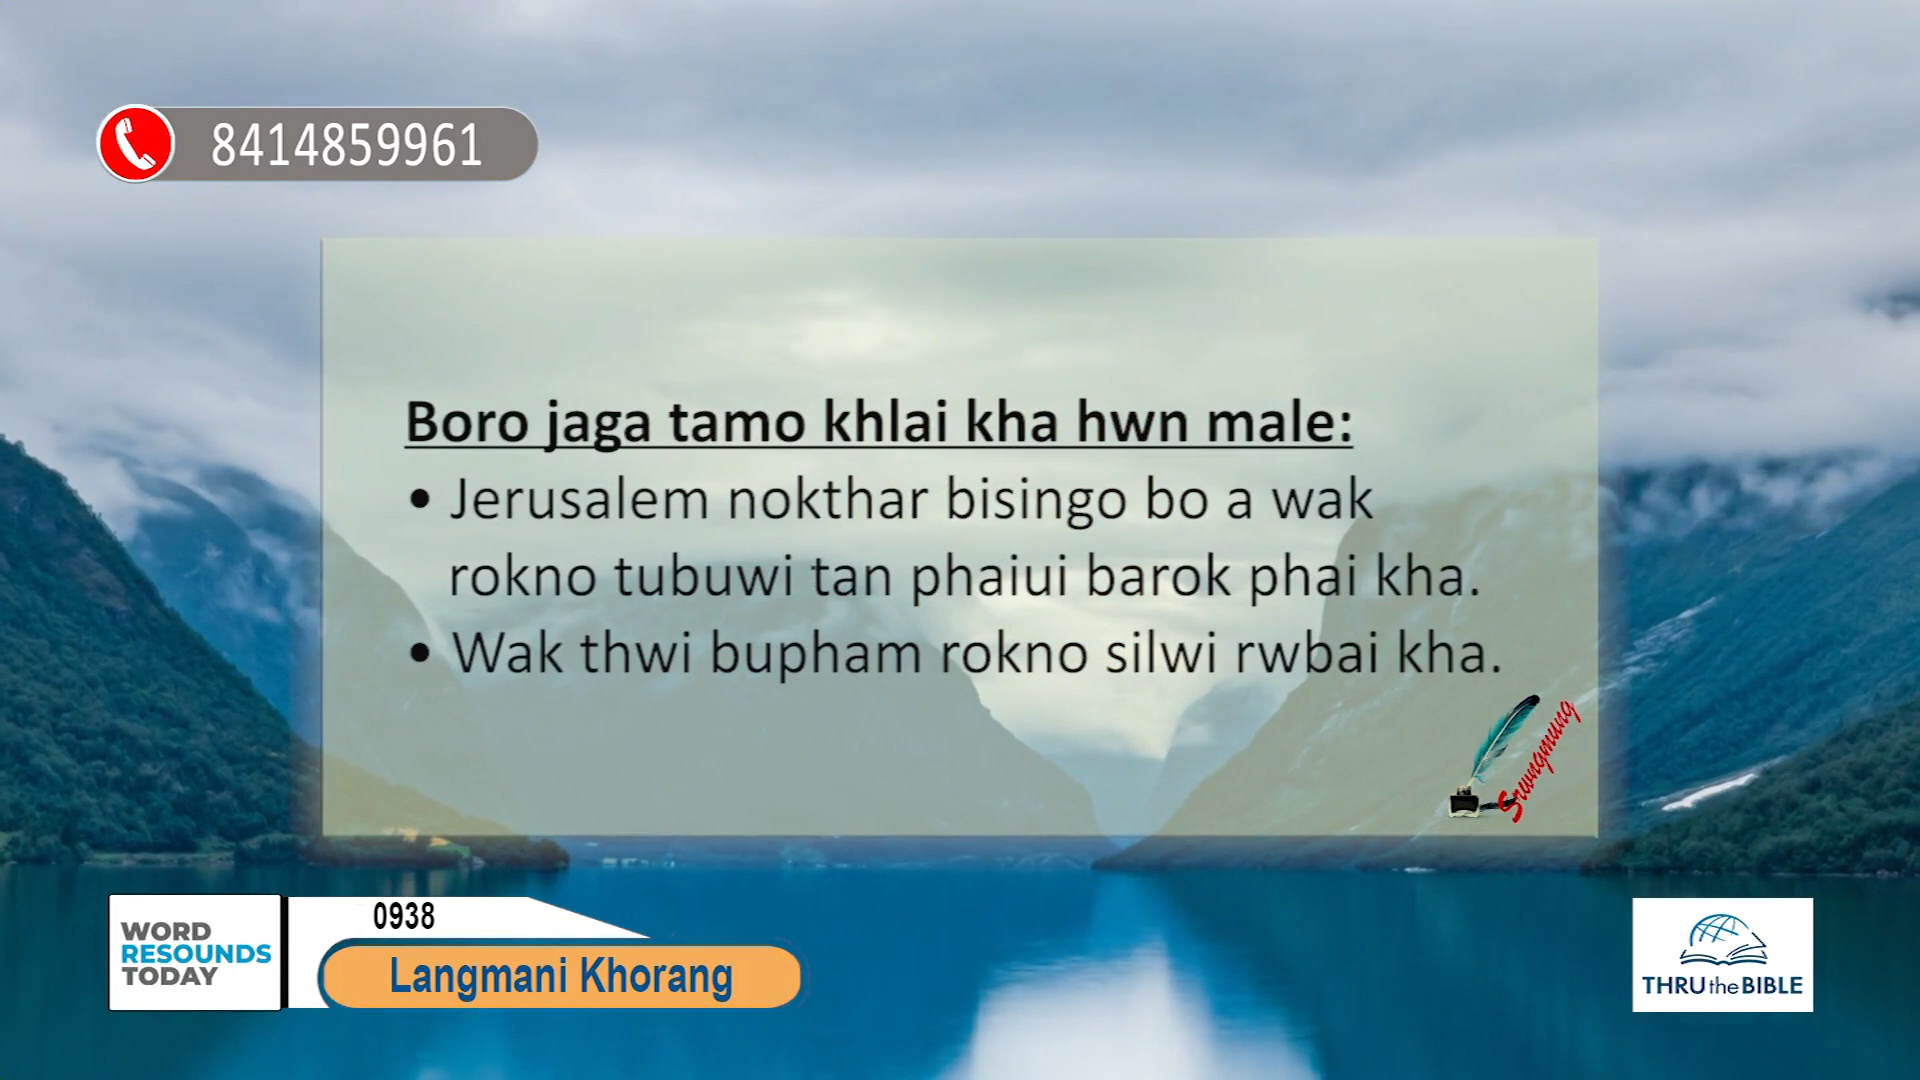 8414859961
Boro jaga tamo khlai kha hwn male:
• Jerusalem nokthar bisingo bo a wak
rokno tubuwi tan phaiui barok phai kha.
• Wak thwi bupham rokno silwi rwbai kha.
Srwngmung
WORD
RESOUNDS
TODAY
0938
Langmani Khorang
THRU the BIBLE